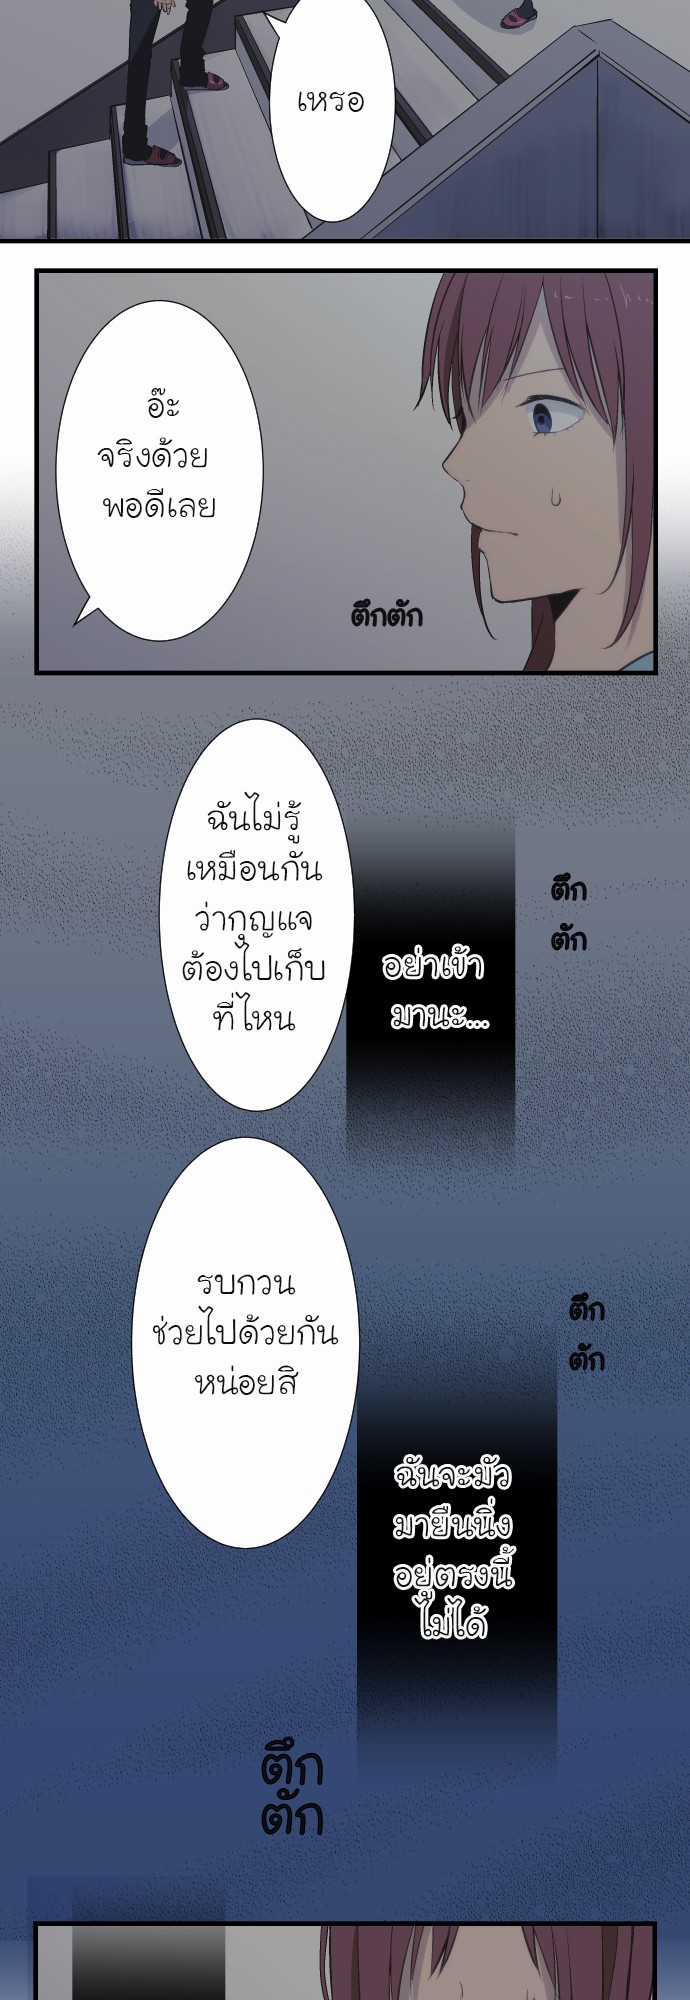 เหรอ
อ๊ะ
จริงด้วย
พอดีเลย
ตึกตัก
ฉันไม่รู้
เหมือนกัน
ว่ากุญแจ
ต้องไปเก็บ
ที่ไหน
ตึก
ตัก
อย่าเข้า
มานะ...
รบกวน
ช่วยไปด้วยกัน
หน่อยสิ
ตึก
ตัก
ฉันจะมัว
มายืนนิ่ง
อยู่ตรงนี้
ไม่ได้
ตึก
ตัก